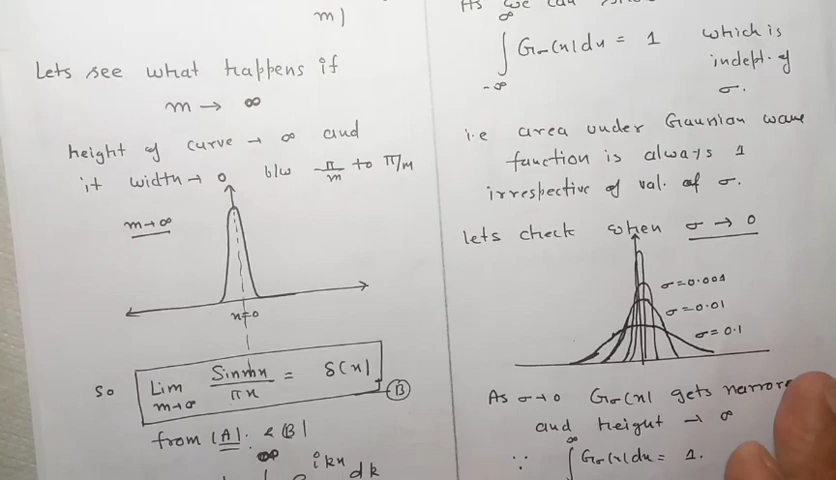 m)
Lets see what happens if
m → ∞
height of curve → ∞ and
it width → 0 b/w -π/m to π/m
m→∞
x=0
so Lim m→∞ Sinmx/πx = δ(x) (B)
from (A). & (B)
∞
e^ikx dk
As we can
∞
∫ Gσ(x)dx = 1 which is
-∞
indept. of
σ.
i.e area under Gaussian wave
function is always 1
irrespective of val. of σ.
lets check when σ → 0
σ=0.001
σ=0.01
σ=0.1
As σ→0 Gσ(x) gets narrore
and height → ∞
∞
∵ ∫ Gσ(x)dx = 1.